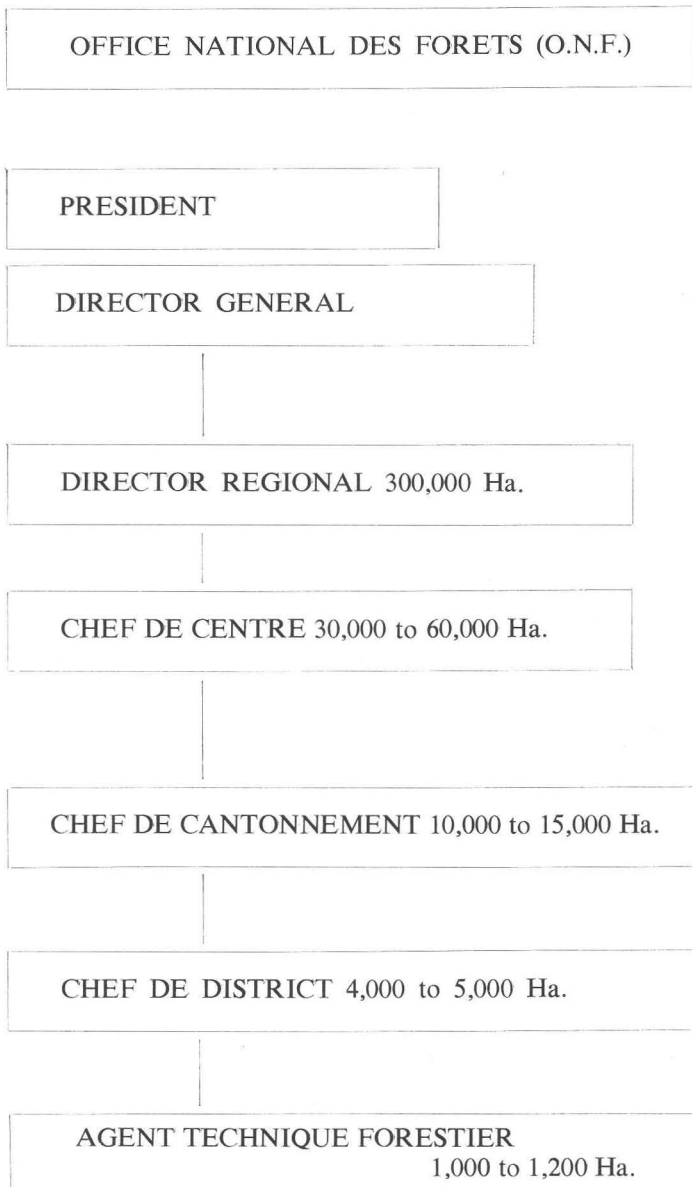 OFFICE NATIONAL DES FORETS (O.N.F.)
PRESIDENT
DIRECTOR GENERAL
DIRECTOR REGIONAL 300,000 Ha.
CHEF DE CENTRE 30,000 to 60,000 Ha.
CHEF DE CANTONNEMENT 10,000 to 15,000 Ha.
CHEF DE DISTRICT 4,000 to 5,000 Ha.
AGENT TECHNIQUE FORESTIER
1,000 to 1,200 Ha.